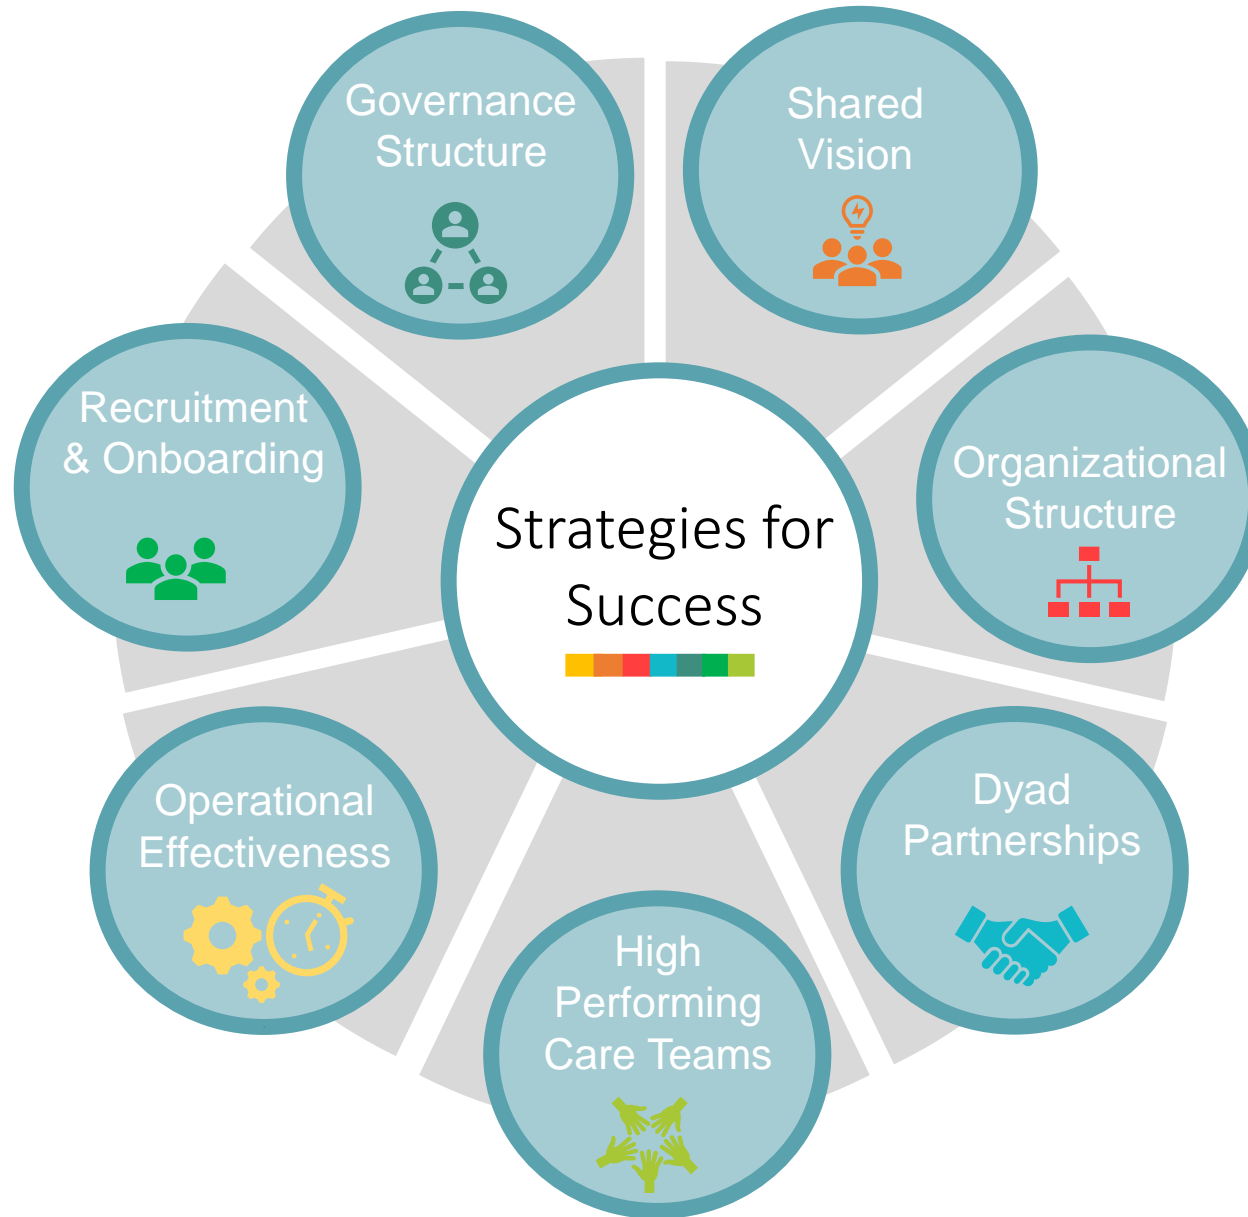 Governance
Structure
Shared
Vision
Recruitment
& Onboarding
Organizational
Structure
Strategies for
Success
Operational
Effectiveness
Dyad
Partnerships
High
Performing
Care Teams